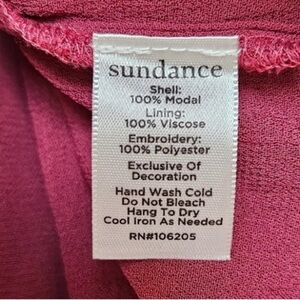 sundance
Shell:
100% Modal
Lining:
100% Viscose
Embroidery:
100% Polyester
Exclusive Of
Decoration
Hand Wash Cold
Do Not Bleach
Hang To Dry
Cool Iron As Needed
RN#106205